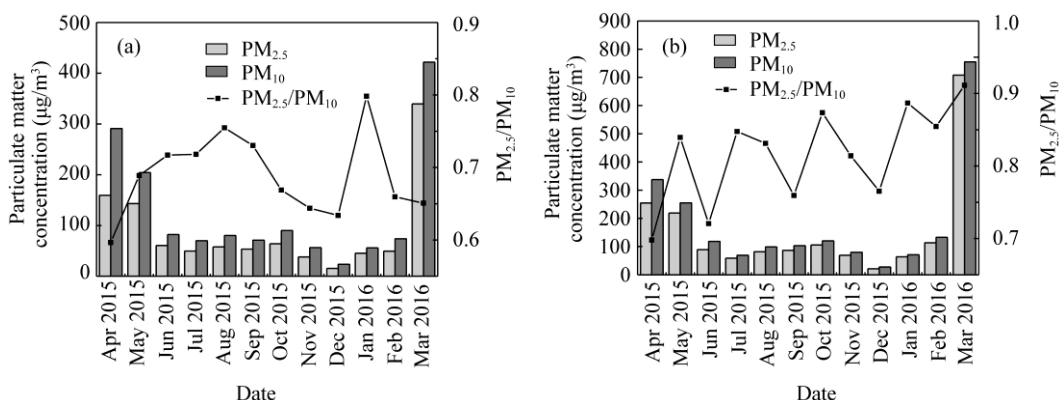 (a)
PM₂.₅
PM₁₀
PM₂.₅/PM₁₀
Particulate matter
concentration (μg/m³)
500
400
300
200
100
0
0.9
0.8
0.7
0.6
PM₂.₅/PM₁₀
Apr 2015
May 2015
Jun 2015
Jul 2015
Aug 2015
Sep 2015
Oct 2015
Nov 2015
Dec 2015
Jan 2016
Feb 2016
Mar 2016
Date
(b)
PM₂.₅
PM₁₀
PM₂.₅/PM₁₀
Particulate matter
concentration (μg/m³)
900
800
700
600
500
400
300
200
100
0
1.0
0.9
0.8
0.7
PM₂.₅/PM₁₀
Apr 2015
May 2015
Jun 2015
Jul 2015
Aug 2015
Sep 2015
Oct 2015
Nov 2015
Dec 2015
Jan 2016
Feb 2016
Mar 2016
Date